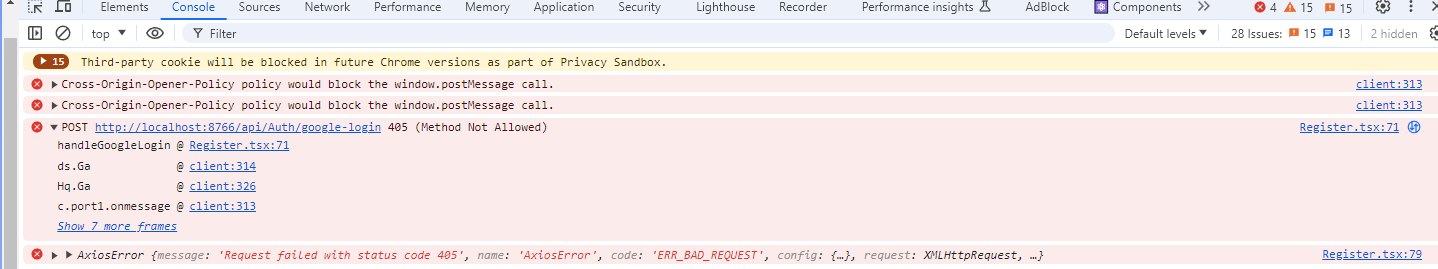 Elements Console Sources Network Performance Memory Application Security Lighthouse Recorder Performance insights AdBlock Components 4 15 15
top Filter Default levels 28 Issues: 15 13 2 hidden
15 Third-party cookie will be blocked in future Chrome versions as part of Privacy Sandbox.
Cross-Origin-Opener-Policy policy would block the window.postMessage call. client:313
Cross-Origin-Opener-Policy policy would block the window.postMessage call. client:313
POST http://localhost:8766/api/Auth/google-login 405 (Method Not Allowed) Register.tsx:71
handleGoogleLogin @ Register.tsx:71
ds.Ga @ client:314
Hq.Ga @ client:326
c.port1.onmessage @ client:313
Show 7 more frames
AxiosError {message: 'Request failed with status code 405', name: 'AxiosError', code: 'ERR_BAD_REQUEST', config: {…}, request: XMLHttpRequest, …} Register.tsx:79